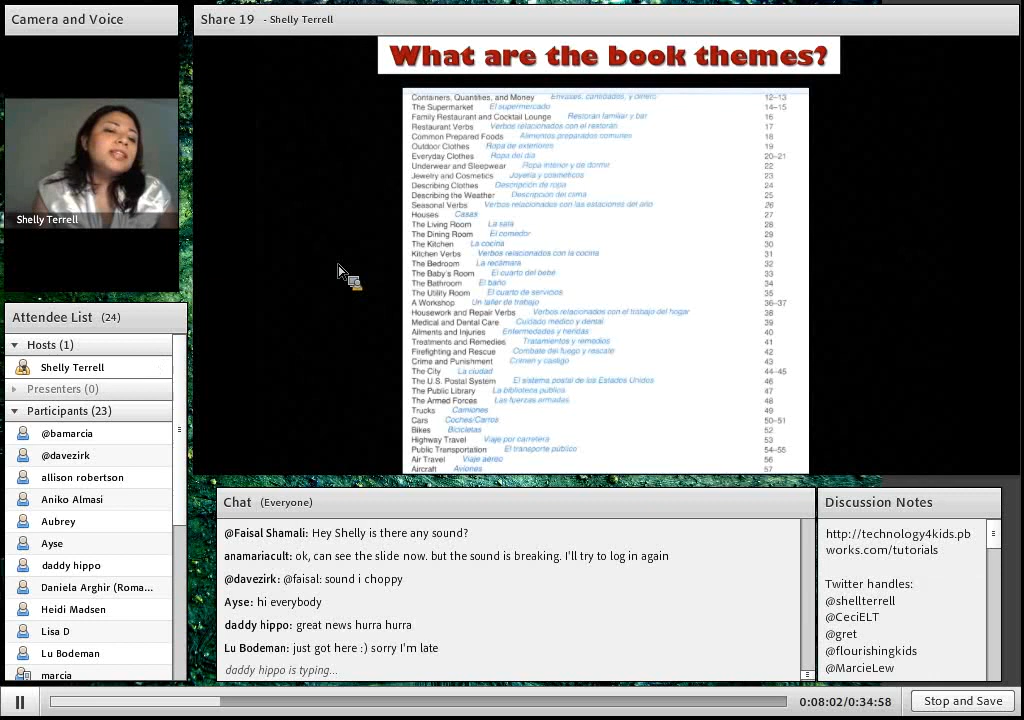 Camera and Voice
Share 19 - Shelly Terrell
What are the book themes?
Shelly Terrell
Containers, Quantities, and Money Envases, cantidades, y dinero 12–13
The Supermarket El supermercado 14–15
Family Restaurant and Cocktail Lounge Restorán familiar y bar 16
Restaurant Verbs Verbos relacionados con el restorán 17
Common Prepared Foods Alimentos preparados comunes 18
Outdoor Clothes Ropa de exteriores 19
Everyday Clothes Ropa del día 20–21
Underwear and Sleepwear Ropa interior y de dormir 22
Jewelry and Cosmetics Joyería y cosméticos 23
Describing Clothes Descripción de ropa 24
Describing the Weather Descripción del clima 25
Seasonal Verbs Verbos relacionados con las estaciones del año 26
Houses Casas 27
The Living Room La sala 28
The Dining Room El comedor 29
The Kitchen La cocina 30
Kitchen Verbs Verbos relacionados con la cocina 31
The Bedroom La recámara 32
The Baby's Room El cuarto del bebé 33
The Bathroom El baño 34
The Utility Room El cuarto de servicios 35
A Workshop Un taller de trabajo 36–37
Housework and Repair Verbs Verbos relacionados con el trabajo del hogar 38
Medical and Dental Care Cuidado médico y dental 39
Ailments and Injuries Enfermedades y heridas 40
Treatments and Remedies Tratamientos y remedios 41
Firefighting and Rescue Combate del fuego y rescate 42
Crime and Punishment Crimen y castigo 43
The City La ciudad 44–45
The U.S. Postal System El sistema postal de los Estados Unidos 46
The Public Library La biblioteca pública 47
The Armed Forces Las fuerzas armadas 48
Trucks Camiones 49
Cars Coches/Carros 50–51
Bikes Bicicletas 52
Highway Travel Viaje por carretera 53
Public Transportation El transporte público 54–55
Air Travel Viaje aéreo 56
Aircraft Aviones 57
Attendee List (24)
Hosts (1)
Shelly Terrell
Presenters (0)
Participants (23)
@bamarcia
@davezirk
allison robertson
Aniko Almasi
Aubrey
Ayse
daddy hippo
Daniela Arghir (Roma...
Heidi Madsen
Lisa D
Lu Bodeman
marcia
Chat (Everyone)
@Faisal Shamali: Hey Shelly is there any sound?
anamariacult: ok, can see the slide now. but the sound is breaking. I'll try to log in again
@davezirk: @faisal: sound i choppy
Ayse: hi everybody
daddy hippo: great news hurra hurra
Lu Bodeman: just got here :) sorry I'm late
daddy hippo is typing...
Discussion Notes
http://technology4kids.pb
works.com/tutorials
Twitter handles:
@shellterrell
@CeciELT
@gret
@flourishingkids
@MarcieLew
0:08:02/0:34:58
Stop and Save